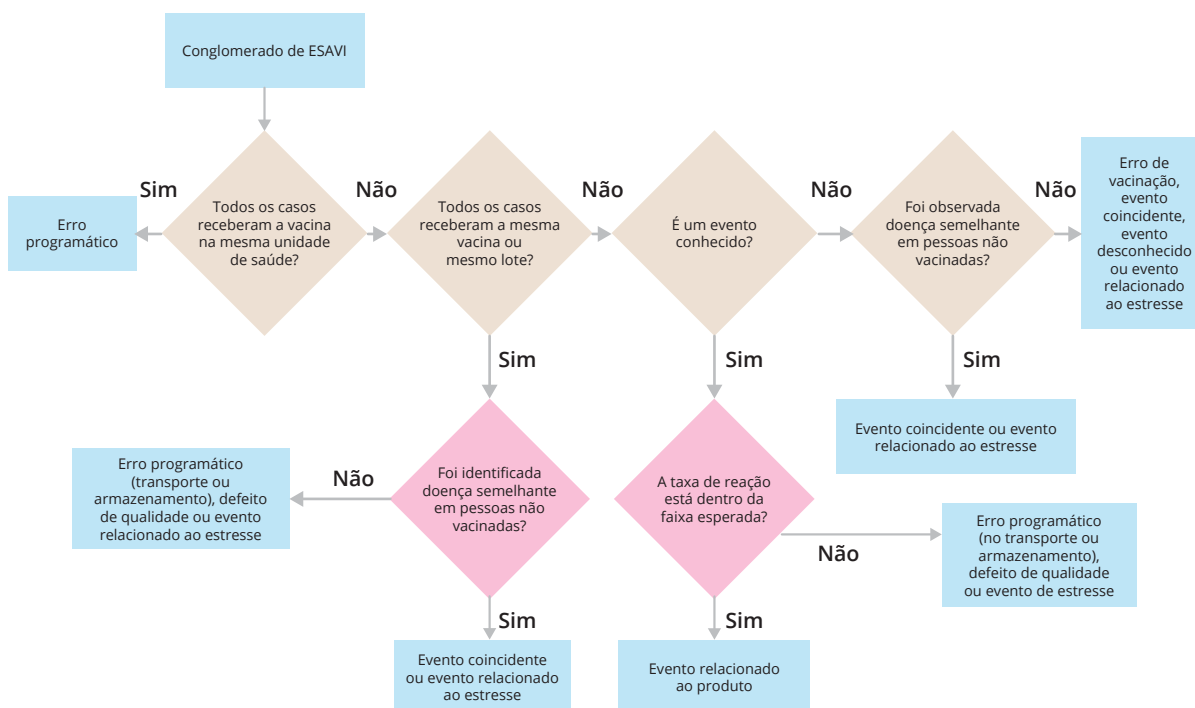 Conglomerado de ESAVI
Sim
Não
Não
Não
Não
Erro
programático
Todos os casos
receberam a vacina
na mesma unidade
de saúde?
Todos os casos
receberam a mesma
vacina ou
mesmo lote?
É um evento
conhecido?
Foi observada
doença semelhante
em pessoas não
vacinadas?
Erro de
vacinação,
evento
coincidente,
evento
desconhecido
ou evento
relacionado
ao estresse
Sim
Sim
Sim
Evento coincidente ou evento
relacionado ao estresse
Erro programático
(transporte ou
armazenamento), defeito
de qualidade ou evento
relacionado ao estresse
Não
Foi identificada
doença semelhante
em pessoas não
vacinadas?
A taxa de reação
está dentro da
faixa esperada?
Não
Erro programático
(no transporte ou
armazenamento),
defeito de qualidade
ou evento de estresse
Sim
Sim
Evento coincidente
ou evento relacionado
ao estresse
Evento relacionado
ao produto